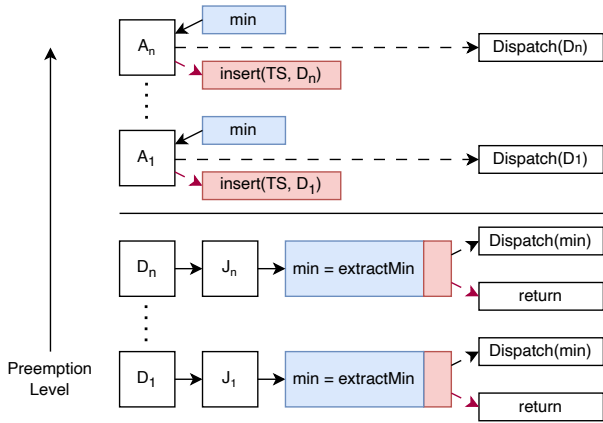 min
Aₙ
Dispatch(Dₙ)
insert(TS, Dₙ)
min
A₁
Dispatch(D₁)
insert(TS, D₁)
Dispatch(min)
Dₙ
Jₙ
min = extractMin
return
Dispatch(min)
Preemption
Level
D₁
J₁
min = extractMin
return